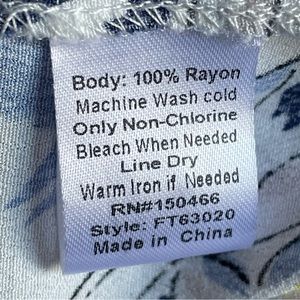 Body: 100% Rayon
Machine Wash cold
Only Non-Chlorine
Bleach When Needed
Line Dry
Warm Iron if Needed
RN#150466
Style: FT63020
Made in China